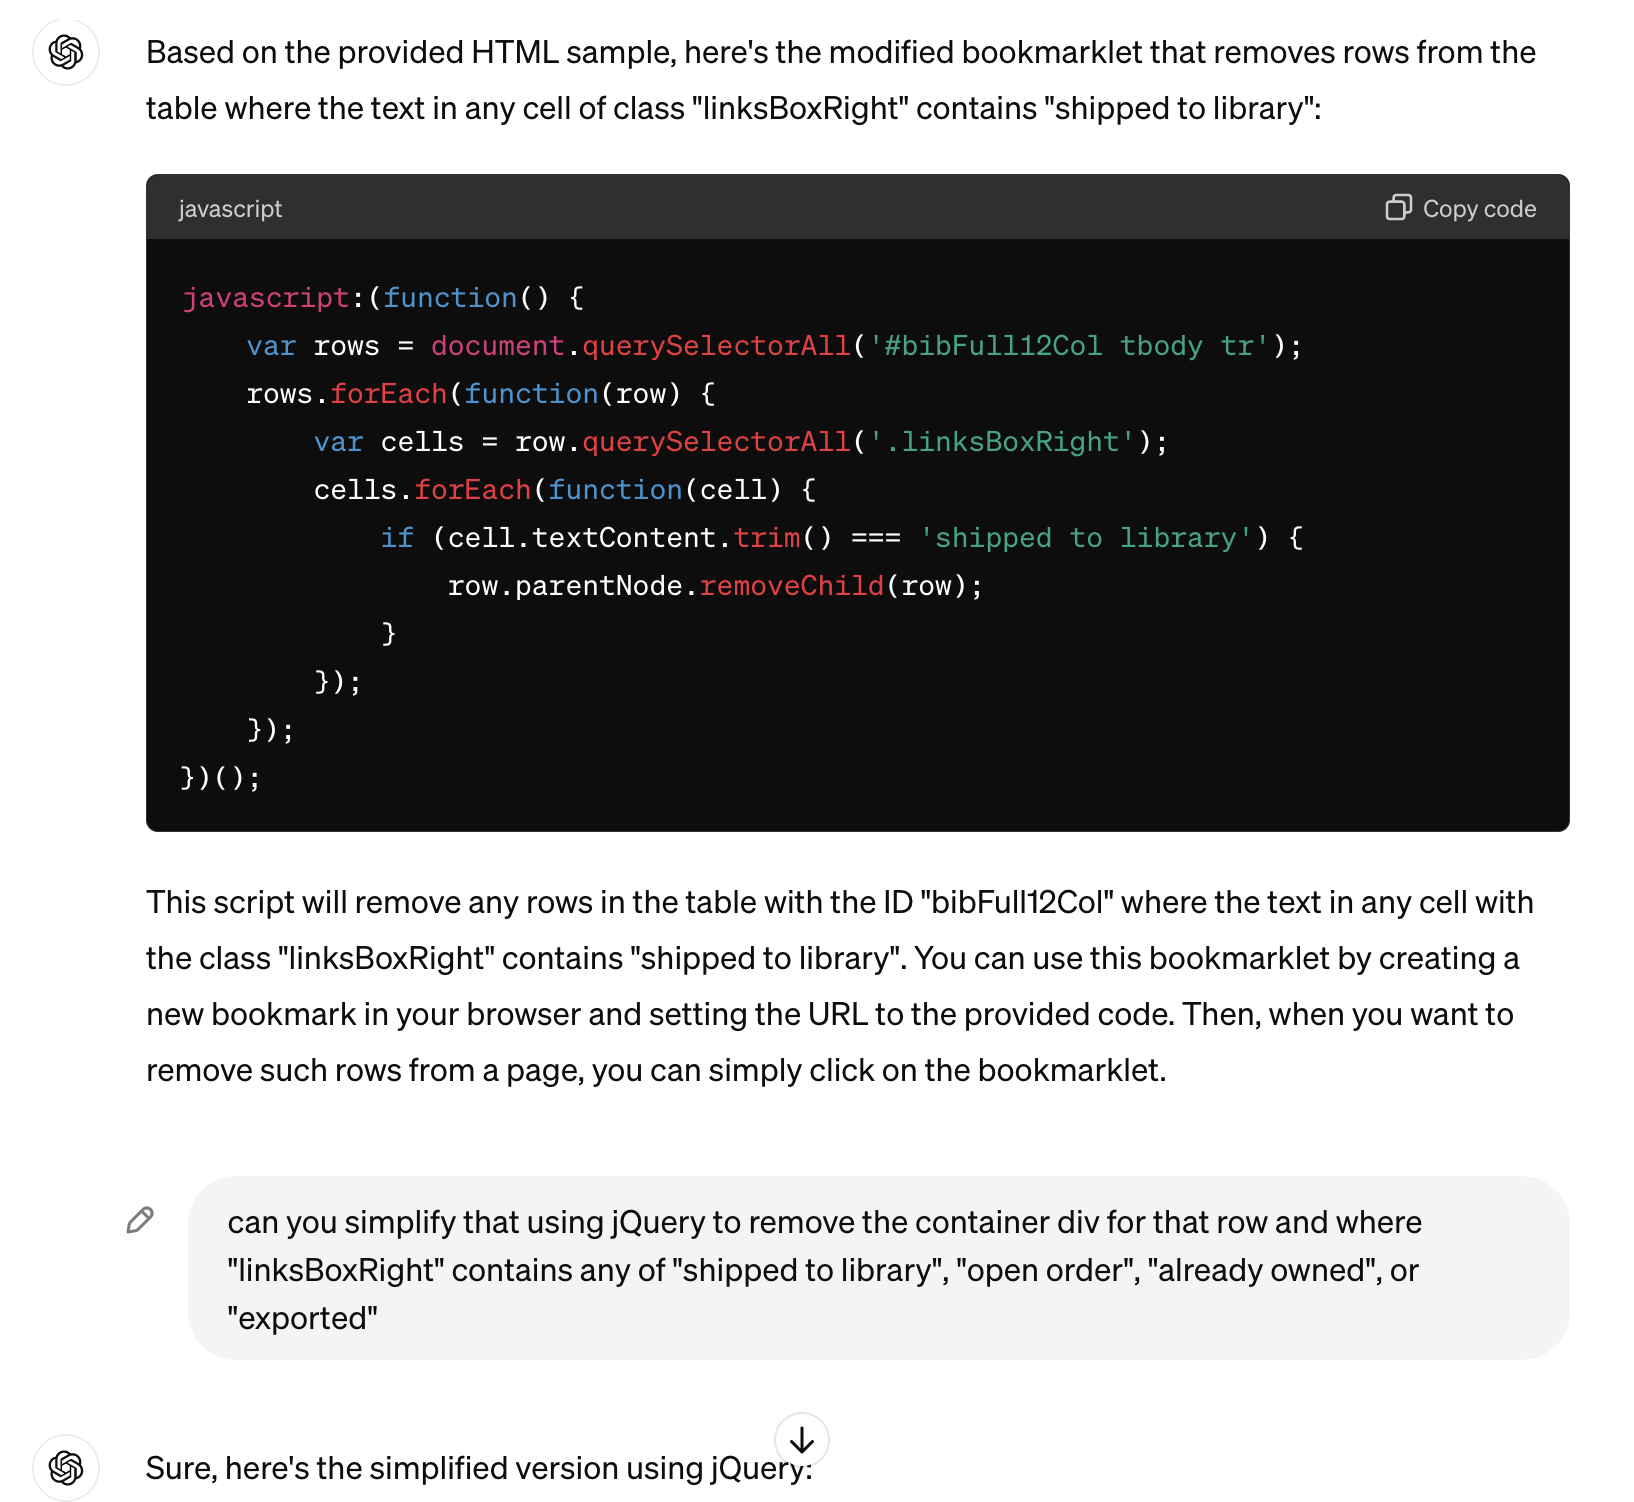 Based on the provided HTML sample, here's the modified bookmarklet that removes rows from the
table where the text in any cell of class "linksBoxRight" contains "shipped to library":
javascript
Copy code
javascript:(function() {
    var rows = document.querySelectorAll('#bibFull12Col tbody tr');
    rows.forEach(function(row) {
        var cells = row.querySelectorAll('.linksBoxRight');
        cells.forEach(function(cell) {
            if (cell.textContent.trim() === 'shipped to library') {
                row.parentNode.removeChild(row);
            }
        });
    });
})();
This script will remove any rows in the table with the ID "bibFull12Col" where the text in any cell with
the class "linksBoxRight" contains "shipped to library". You can use this bookmarklet by creating a
new bookmark in your browser and setting the URL to the provided code. Then, when you want to
remove such rows from a page, you can simply click on the bookmarklet.
can you simplify that using jQuery to remove the container div for that row and where
"linksBoxRight" contains any of "shipped to library", "open order", "already owned", or
"exported"
Sure, here's the simplified version using jQuery: